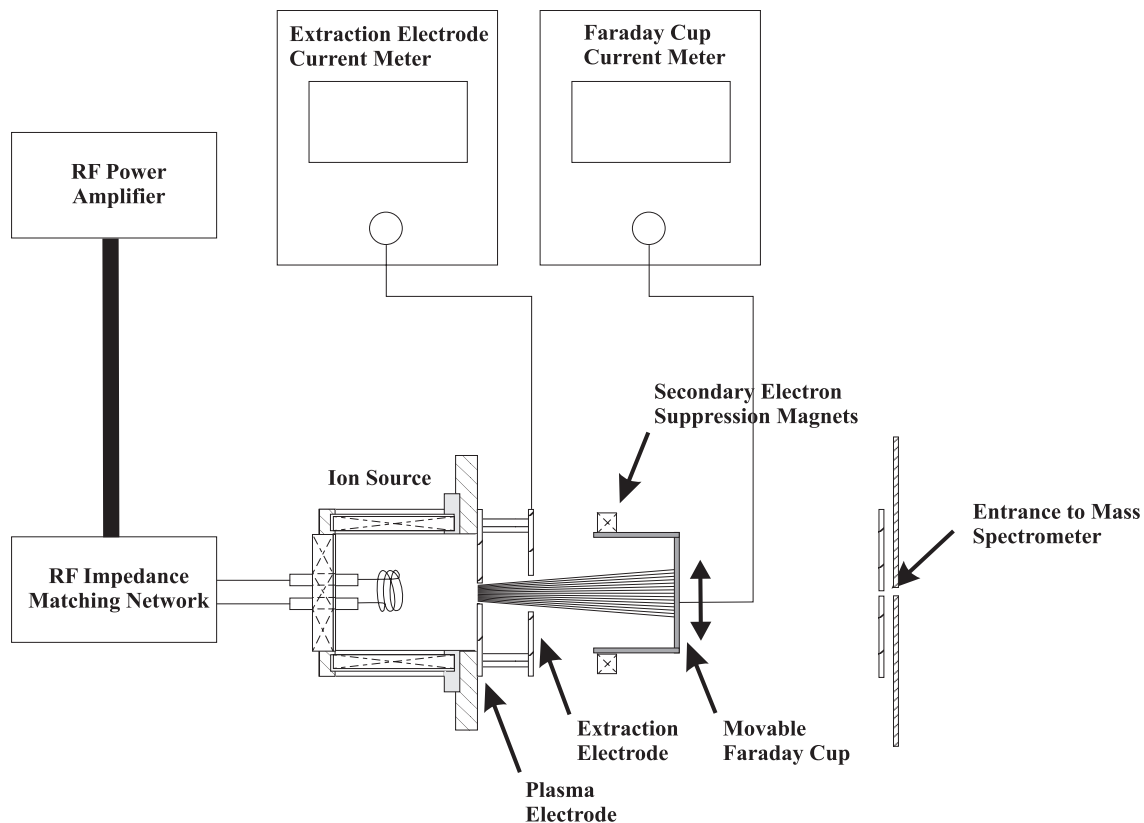 Extraction Electrode
Current Meter
Faraday Cup
Current Meter
RF Power
Amplifier
Secondary Electron
Suppression Magnets
Ion Source
Entrance to Mass
Spectrometer
RF Impedance
Matching Network
Extraction
Electrode
Movable
Faraday Cup
Plasma
Electrode